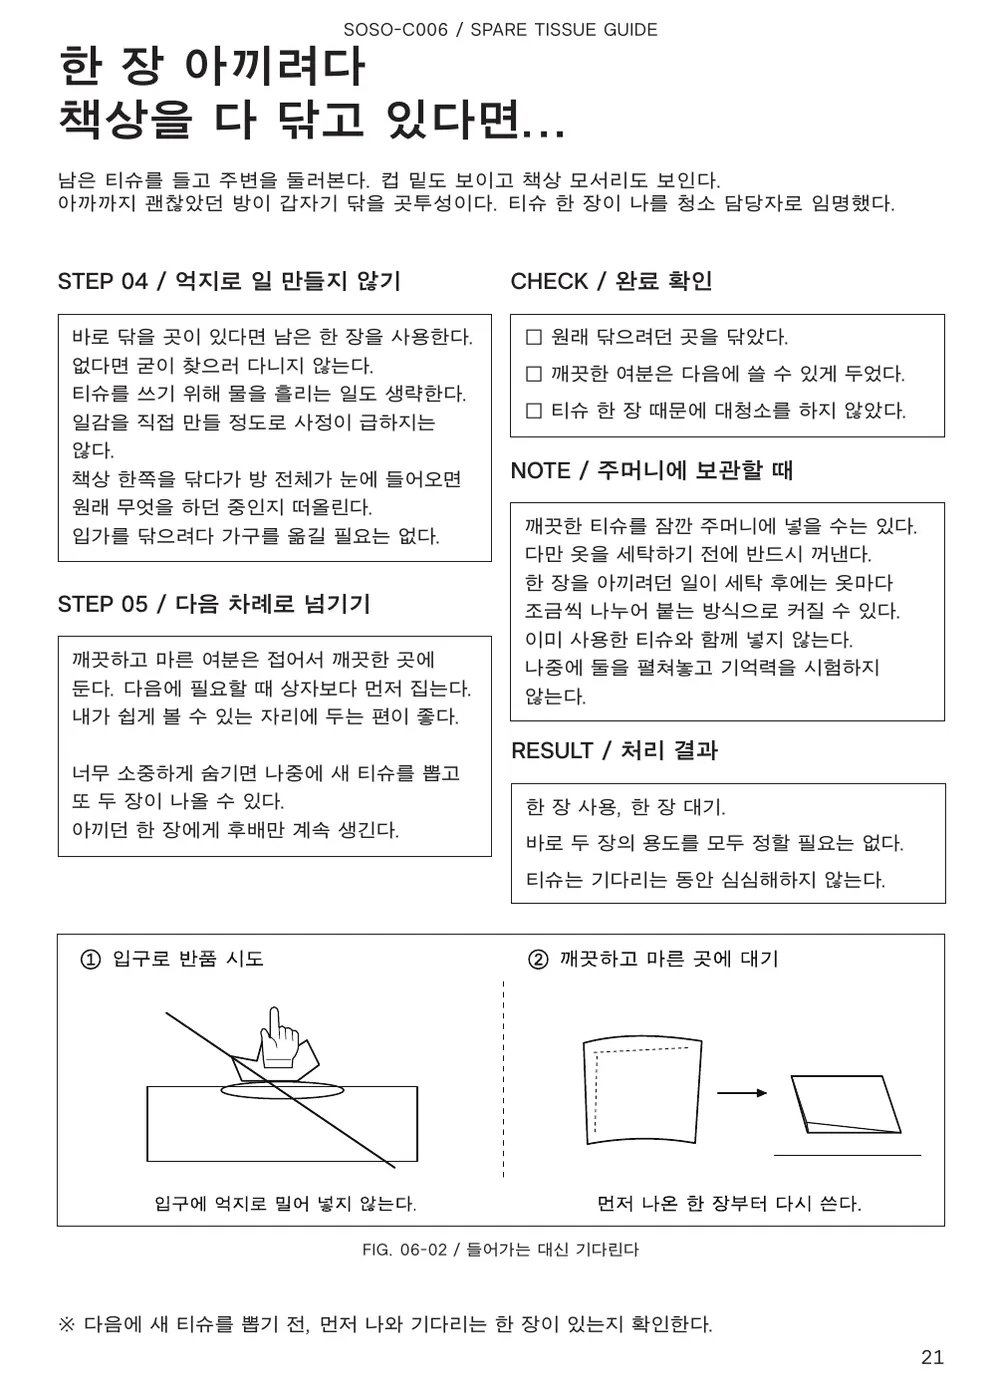 SOSO-C006 / SPARE TISSUE GUIDE
한 장 아끼려다
책상을 다 닦고 있다면...
남은 티슈를 들고 주변을 둘러본다. 컵 밑도 보이고 책상 모서리도 보인다.
아까까지 괜찮았던 방이 갑자기 닦을 곳투성이다. 티슈 한 장이 나를 청소 담당자로 임명했다.
STEP 04 / 억지로 일 만들지 않기
바로 닦을 곳이 있다면 남은 한 장을 사용한다.
없다면 굳이 찾으러 다니지 않는다.
티슈를 쓰기 위해 물을 흘리는 일도 생략한다.
일감을 직접 만들 정도로 사정이 급하지는
않다.
책상 한쪽을 닦다가 방 전체가 눈에 들어오면
원래 무엇을 하던 중인지 떠올린다.
입가를 닦으려다 가구를 옮길 필요는 없다.
STEP 05 / 다음 차례로 넘기기
깨끗하고 마른 여분은 접어서 깨끗한 곳에
둔다. 다음에 필요할 때 상자보다 먼저 집는다.
내가 쉽게 볼 수 있는 자리에 두는 편이 좋다.
너무 소중하게 숨기면 나중에 새 티슈를 뽑고
또 두 장이 나올 수 있다.
아끼던 한 장에게 후배만 계속 생긴다.
CHECK / 완료 확인
□ 원래 닦으려던 곳을 닦았다.
□ 깨끗한 여분은 다음에 쓸 수 있게 두었다.
□ 티슈 한 장 때문에 대청소를 하지 않았다.
NOTE / 주머니에 보관할 때
깨끗한 티슈를 잠깐 주머니에 넣을 수는 있다.
다만 옷을 세탁하기 전에 반드시 꺼낸다.
한 장을 아끼려던 일이 세탁 후에는 옷마다
조금씩 나누어 붙는 방식으로 커질 수 있다.
이미 사용한 티슈와 함께 넣지 않는다.
나중에 둘을 펼쳐놓고 기억력을 시험하지
않는다.
RESULT / 처리 결과
한 장 사용, 한 장 대기.
바로 두 장의 용도를 모두 정할 필요는 없다.
티슈는 기다리는 동안 심심해하지 않는다.
① 입구로 반품 시도
입구에 억지로 밀어 넣지 않는다.
② 깨끗하고 마른 곳에 대기
먼저 나온 한 장부터 다시 쓴다.
FIG. 06-02 / 들어가는 대신 기다린다
※ 다음에 새 티슈를 뽑기 전, 먼저 나와 기다리는 한 장이 있는지 확인한다.
21